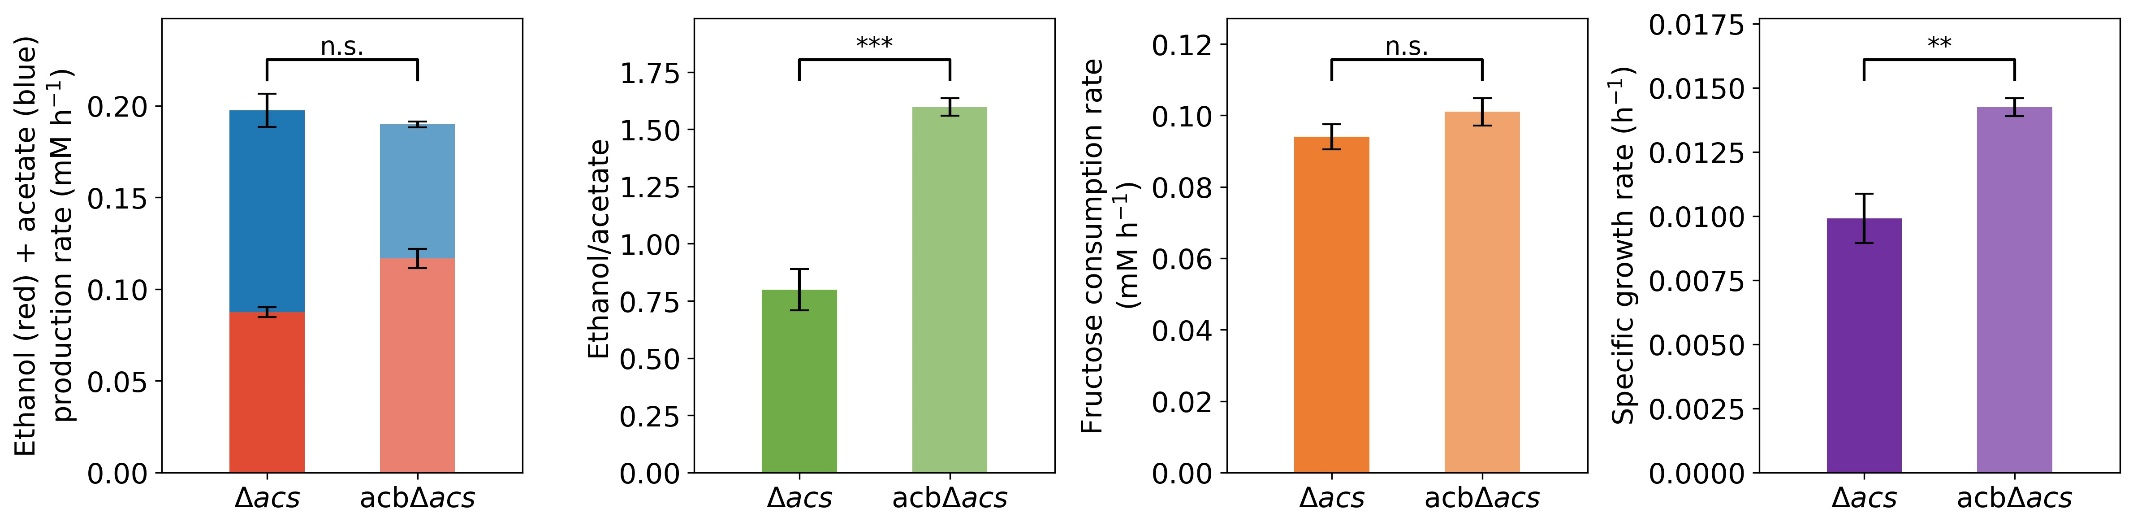 Ethanol (red) + acetate (blue)
production rate (mM h⁻¹)
0.20
0.15
0.10
0.05
0.00
n.s.
Δacs
acbΔacs
Ethanol/acetate
1.75
1.50
1.25
1.00
0.75
0.50
0.25
0.00
***
Δacs
acbΔacs
Fructose consumption rate
(mM h⁻¹)
0.12
0.10
0.08
0.06
0.04
0.02
0.00
n.s.
Δacs
acbΔacs
Specific growth rate (h⁻¹)
0.0175
0.0150
0.0125
0.0100
0.0075
0.0050
0.0025
0.0000
**
Δacs
acbΔacs